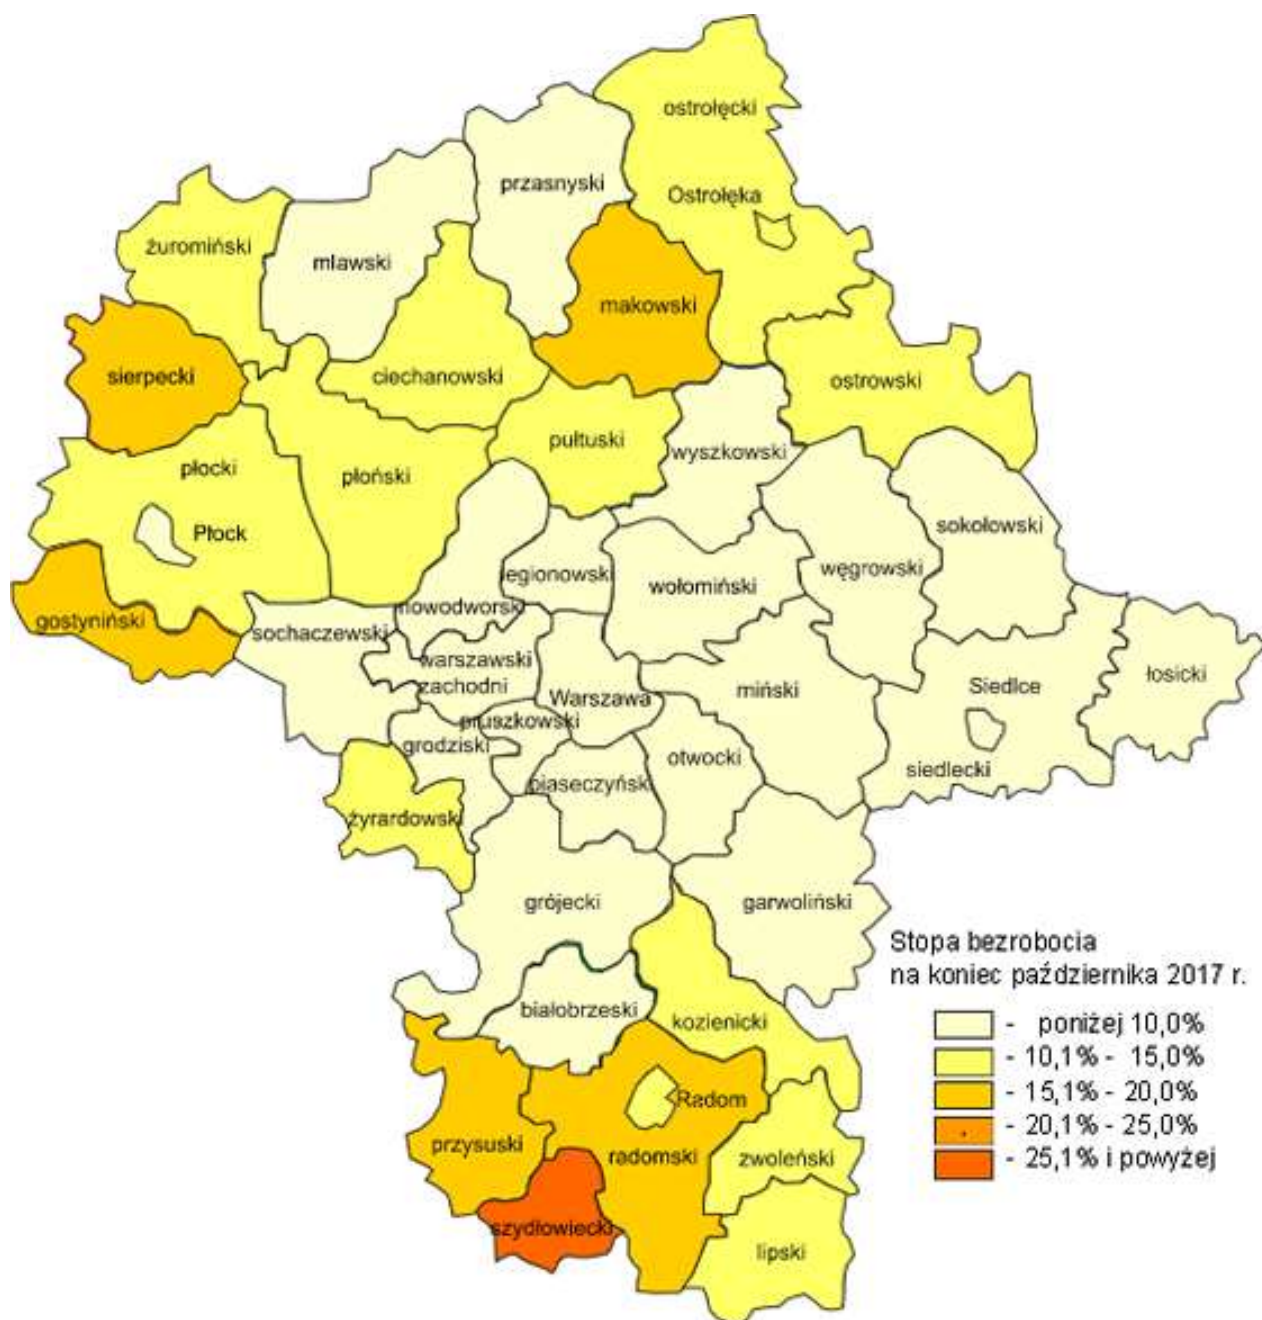 ostrołęcki
przasnyski
Ostrołęka
żuromiński
mlawski
makowski
sierpecki
ciechanowski
ostrowski
pułtuski
wyszkowski
płocki
płoński
Płock
sokołowski
legionowski
wołomiński
węgrowski
nowodworski
gostyniński
sochaczewski
warszawski
zachodni
Warszawa
miński
Siedlce
łosicki
pruszkowski
grodziski
otwocki
siedlecki
piaseczyński
żyrardowski
grójecki
garwoliński
Stopa bezrobocia
na koniec października 2017 r.
białobrzeski
kozienicki
- poniżej 10,0%
- 10,1% - 15,0%
- 15,1% - 20,0%
- 20,1% - 25,0%
- 25,1% i powyżej
Radom
przysuski
radomski
zwoleński
szydłowiecki
lipski